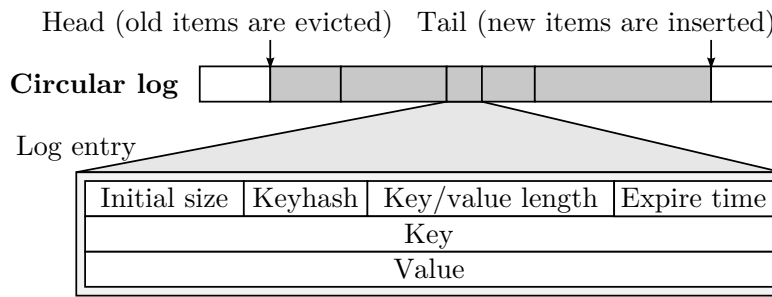 Head (old items are evicted) Tail (new items are inserted)
Circular log
Log entry
Initial size Keyhash Key/value length Expire time
Key
Value